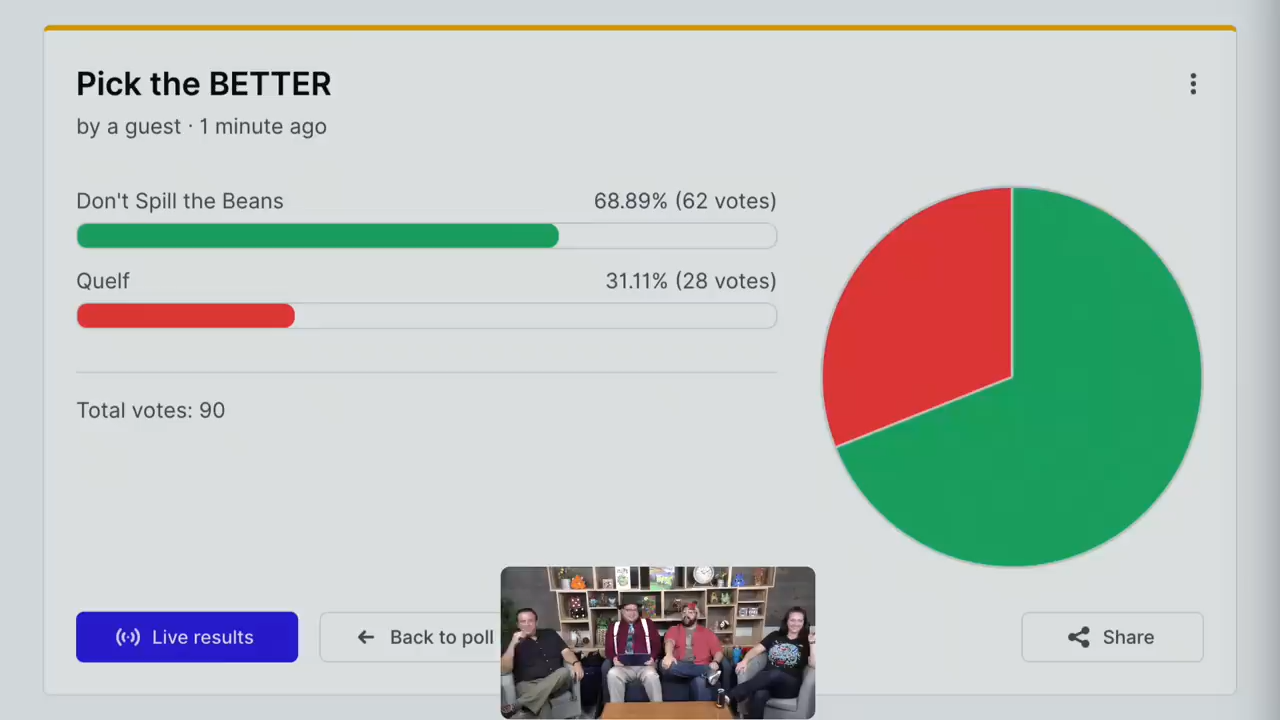 Pick the BETTER
by a guest · 1 minute ago
Don't Spill the Beans 68.89% (62 votes)
Quelf 31.11% (28 votes)
Total votes: 90
Live results
Back to poll
Share